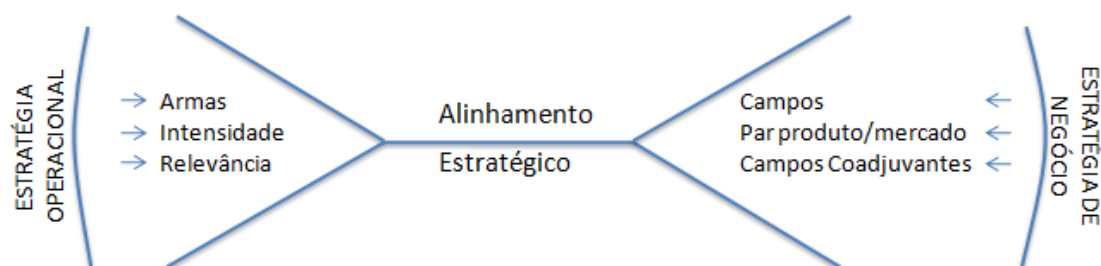 ESTRATÉGIA
OPERACIONAL
Armas
Intensidade
Relevância
Alinhamento
Estratégico
Campos
Par produto/mercado
Campos Coadjuvantes
ESTRATÉGIA DE
NEGÓCIO